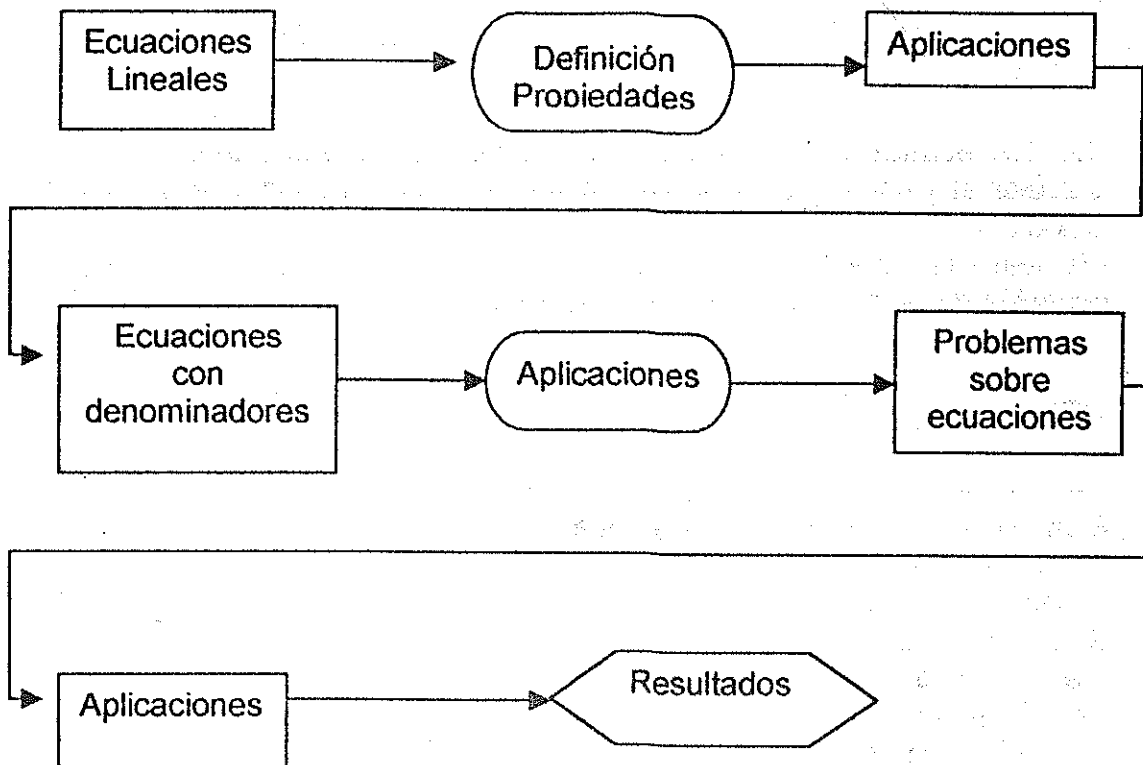 Ecuaciones
Lineales
Definición
Propiedades
Aplicaciones
Ecuaciones
con
denominadores
Aplicaciones
Problemas
sobre
ecuaciones
Aplicaciones
Resultados